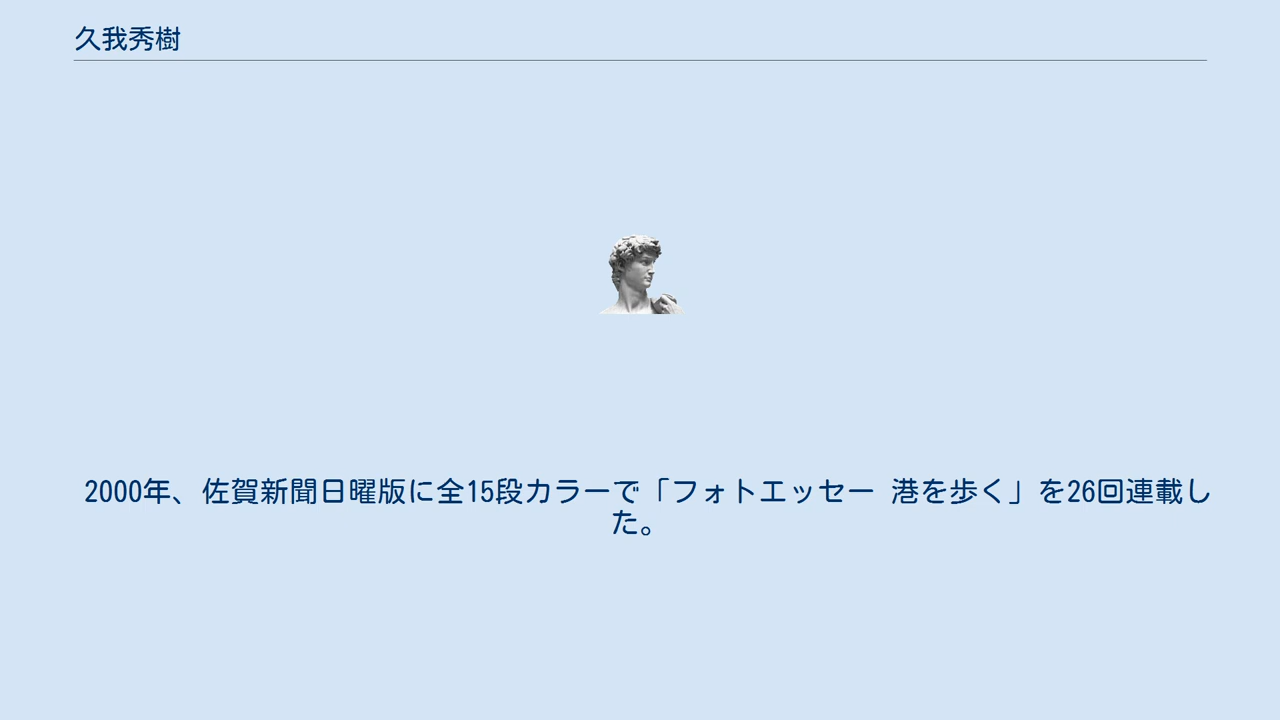 久我秀樹
2000年、佐賀新聞日曜版に全15段カラーで「フォトエッセー 港を歩く」を26回連載し
た。